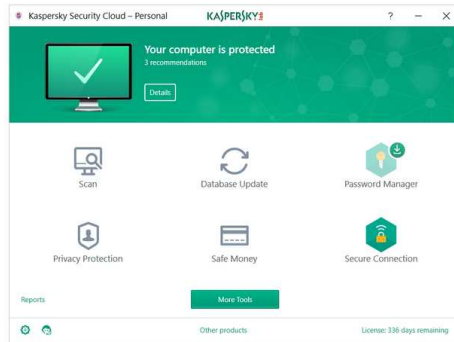 Kaspersky Security Cloud – Personal
KASPERSKY
Your computer is protected
3 recommendations
Details
Scan
Database Update
Password Manager
Privacy Protection
Safe Money
Secure Connection
Reports
More Tools
Other products
License: 336 days remaining